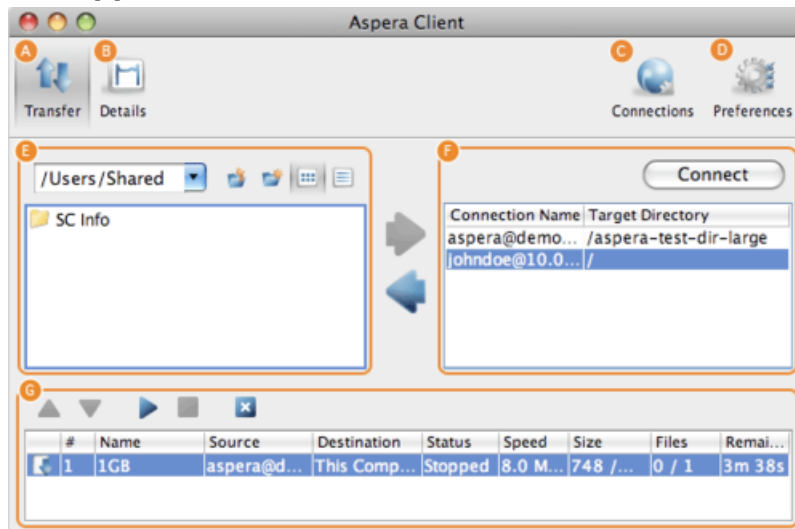 Aspera Client
A B C D
Transfer Details Connections Preferences
E F
/Users/Shared Connect
SC Info
Connection Name Target Directory
aspera@demo... /aspera-test-dir-large
johndoe@10.0... /
G
# Name Source Destination Status Speed Size Files Remai...
1 1GB aspera@d... This Comp... Stopped 8.0 M... 748 /... 0 / 1 3m 38s